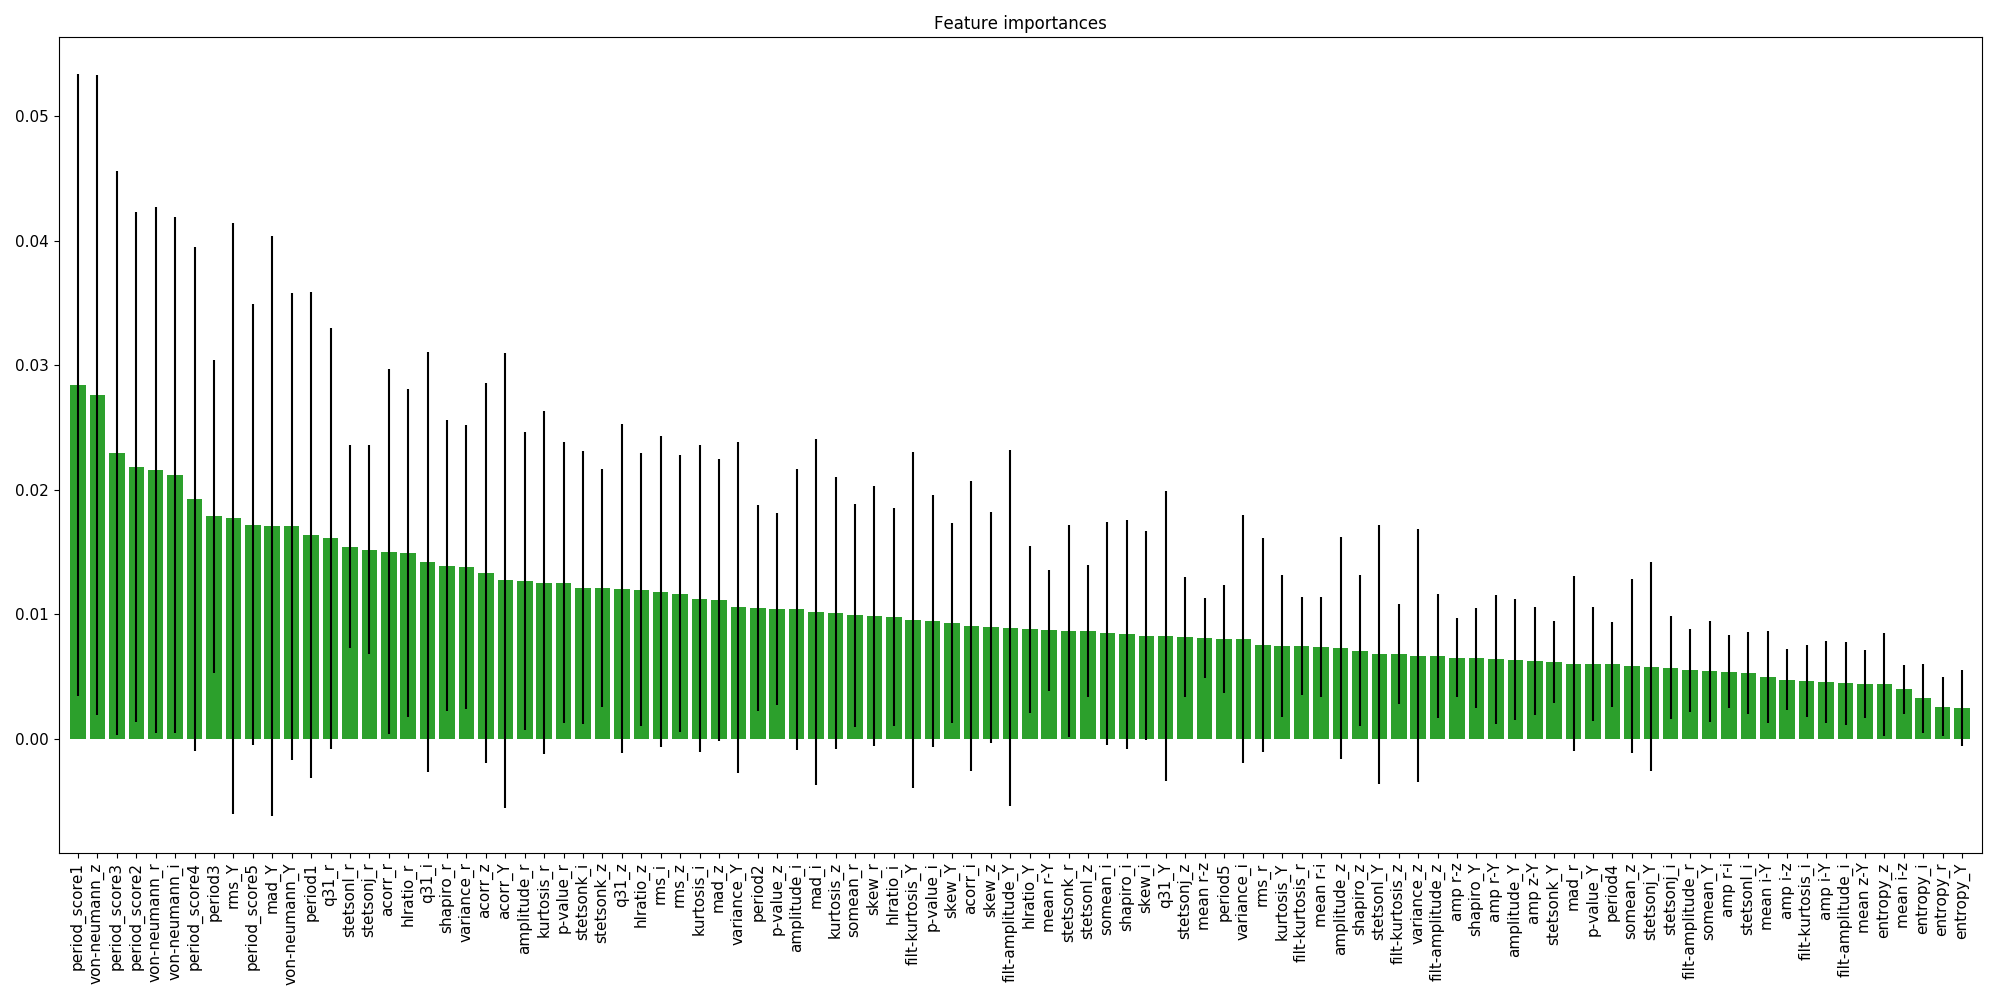 Feature importances
0.05
0.04
0.03
0.02
0.01
0.00
period_score1
von-neumann_z
period_score3
period_score2
von-neumann_r
von-neumann_i
period_score4
period3
rms_Y
period_score5
mad_Y
von-neumann_Y
period1
q31_r
stetsonl_r
stetsonj_r
acorr_r
hlratio_r
q31_i
shapiro_r
variance_r
acorr_z
acorr_Y
amplitude_r
kurtosis_r
p-value_r
stetsonk_i
stetsonk_z
q31_z
hlratio_z
rms_i
rms_z
kurtosis_i
mad_z
variance_Y
period2
p-value_z
amplitude_i
mad_i
kurtosis_z
somean_r
skew_r
hlratio_i
filt-kurtosis_Y
p-value_i
skew_Y
acorr_i
skew_z
filt-amplitude_Y
hlratio_Y
mean r-Y
stetsonk_r
stetsonl_z
somean_i
shapiro_i
skew_i
q31_Y
stetsonj_z
mean r-z
period5
variance_i
rms_r
kurtosis_Y
filt-kurtosis_r
mean r-i
amplitude_z
shapiro_z
stetsonl_Y
filt-kurtosis_z
variance_z
filt-amplitude_z
amp r-z
shapiro_Y
amp r-Y
amplitude_Y
amp z-Y
stetsonk_Y
mad_r
p-value_Y
period4
somean_z
stetsonj_Y
stetsonj_i
filt-amplitude_r
somean_Y
amp r-i
stetsonl_i
mean i-Y
amp i-z
filt-kurtosis_i
amp i-Y
filt-amplitude_i
mean z-Y
entropy_z
mean i-z
entropy_i
entropy_r
entropy_Y